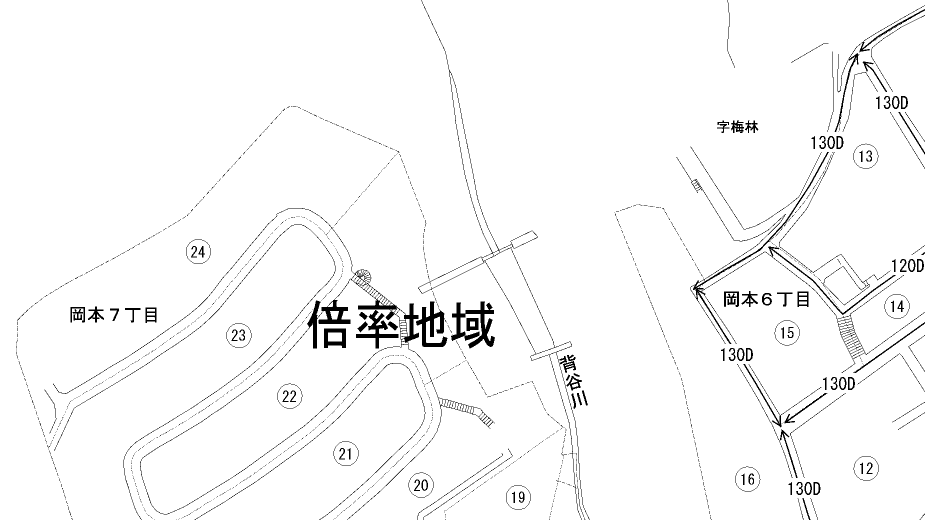 130D
字梅林
130D
13
24
120D
岡本７丁目
岡本６丁目
14
倍率地域
23
15
130D
背谷川
130D
22
21
12
16
20
130D
19